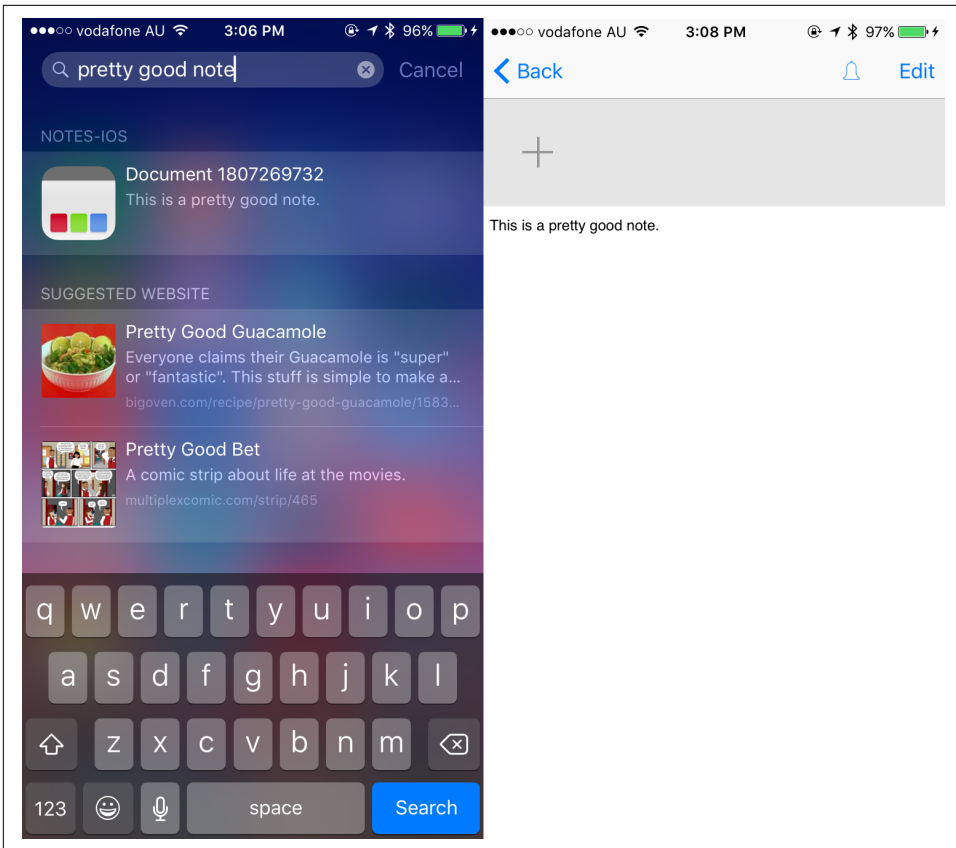 vodafone AU 3:06 PM 96%
pretty good note Cancel
NOTES-IOS
Document 1807269732
This is a pretty good note.
SUGGESTED WEBSITE
Pretty Good Guacamole
Everyone claims their Guacamole is "super"
or "fantastic". This stuff is simple to make a...
bigoven.com/recipe/pretty-good-guacamole/1583...
Pretty Good Bet
A comic strip about life at the movies.
multiplexcomic.com/strip/465
q w e r t y u i o p
a s d f g h j k l
z x c v b n m
123 space Search
vodafone AU 3:08 PM 97%
Back Edit
This is a pretty good note.